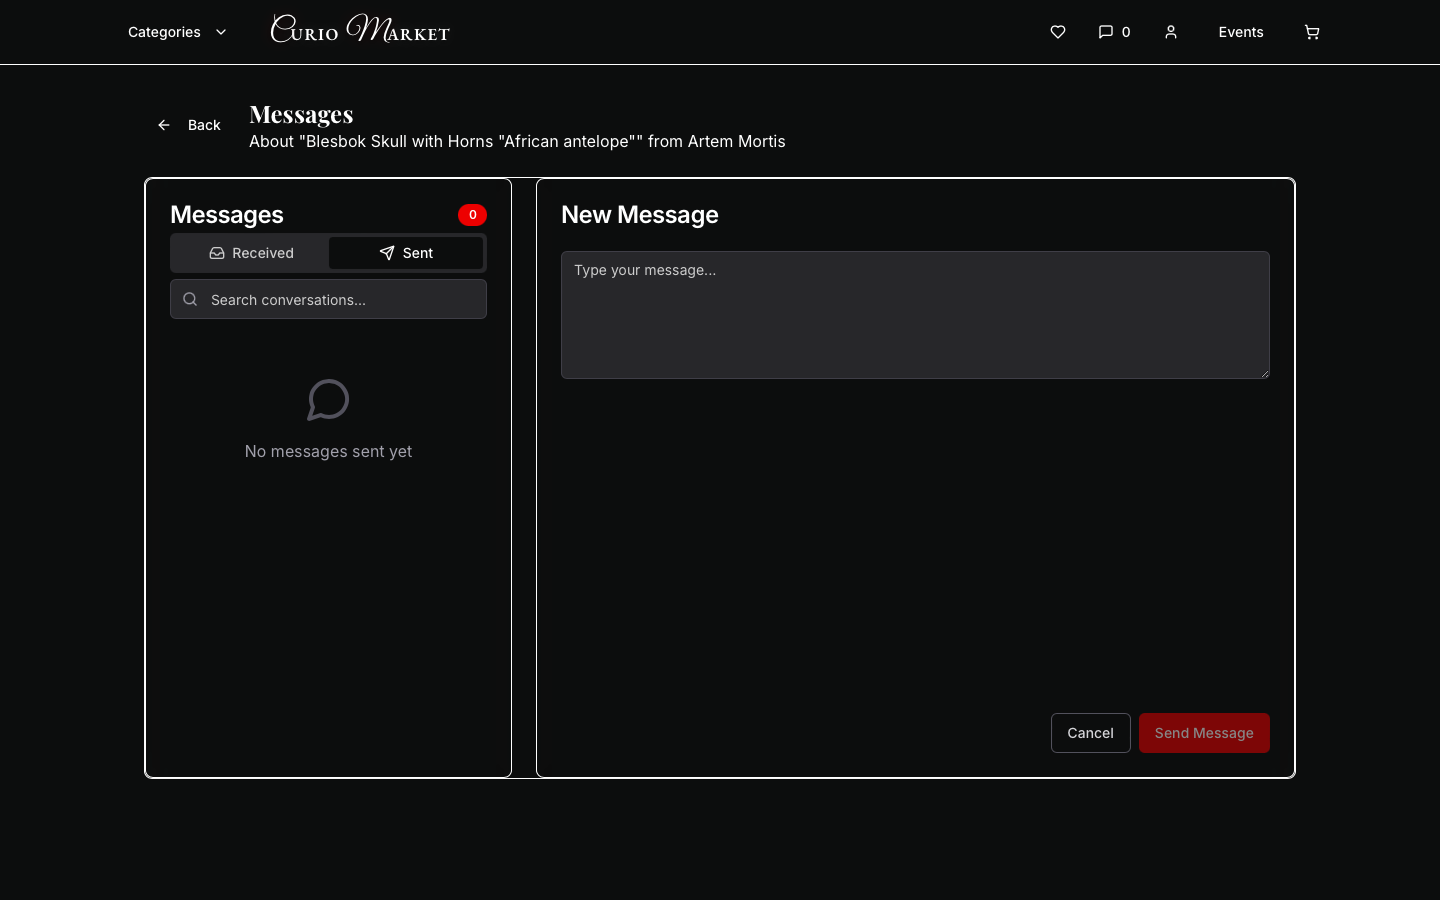 Categories
Curio Market
0
Events
Back
Messages
About "Blesbok Skull with Horns "African antelope"" from Artem Mortis
Messages
0
Received
Sent
Search conversations...
No messages sent yet
New Message
Type your message...
Cancel
Send Message